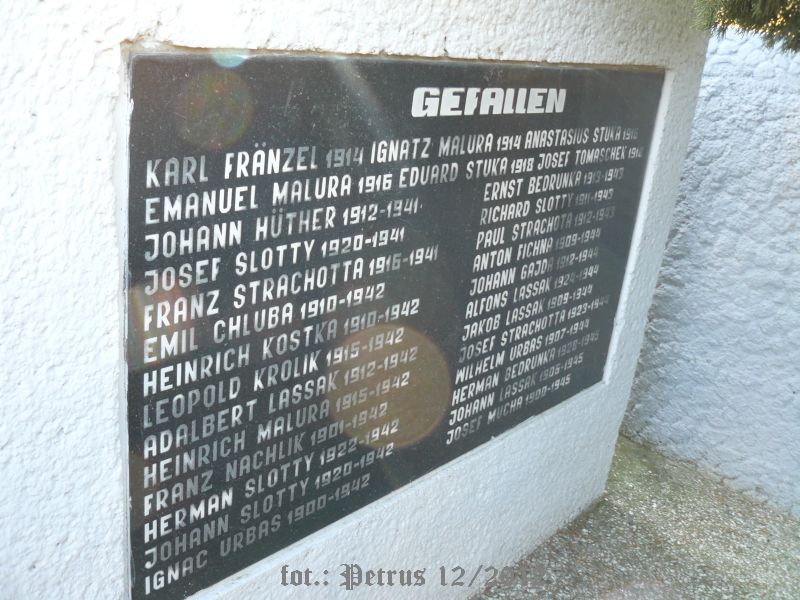 GEFALLEN
KARL FRÄNZEL 1914 IGNATZ MALURA 1914 ANASTASIUS STUKA 1916
EMANUEL MALURA 1916 EDUARD STUKA 1918 JOSEF TOMASCHEK
JOHANN HÜTHER 1912-1941
JOSEF SLOTTY 1920-1941
FRANZ STRACHOTTA 1916-1941
EMIL CHLUBA 1910-1942
HEINRICH KOSTKA 1910-1942
LEOPOLD KROLIK 1915-1942
ADALBERT LASSAK 1912-1942
HEINRICH MALURA 1915-1942
FRANZ NACHLIK 1901-1942
HERMAN SLOTTY 1922-1942
JOHANN SLOTTY 1920-1942
IGNAC URBAS 1900-1942
ERNST BEDRUNKA 1913-1943
RICHARD SLOTTY 1911-1943
PAUL STRACHOTA 1912-1943
ANTON FICHNA 1909-1944
JOHANN GAJDA 1912-1944
ALFONS LASSAK 1924-1944
JAKOB LASSAK 1909-1944
JOSEF STRACHOTTA 1923-1944
WILHELM URBAS 1907-1944
HERMAN BEDRUNKA 1920-1945
JOHANN LASSAK 1906-1945
JOSEF MUCHA 1900-1945
fot.: Petrus